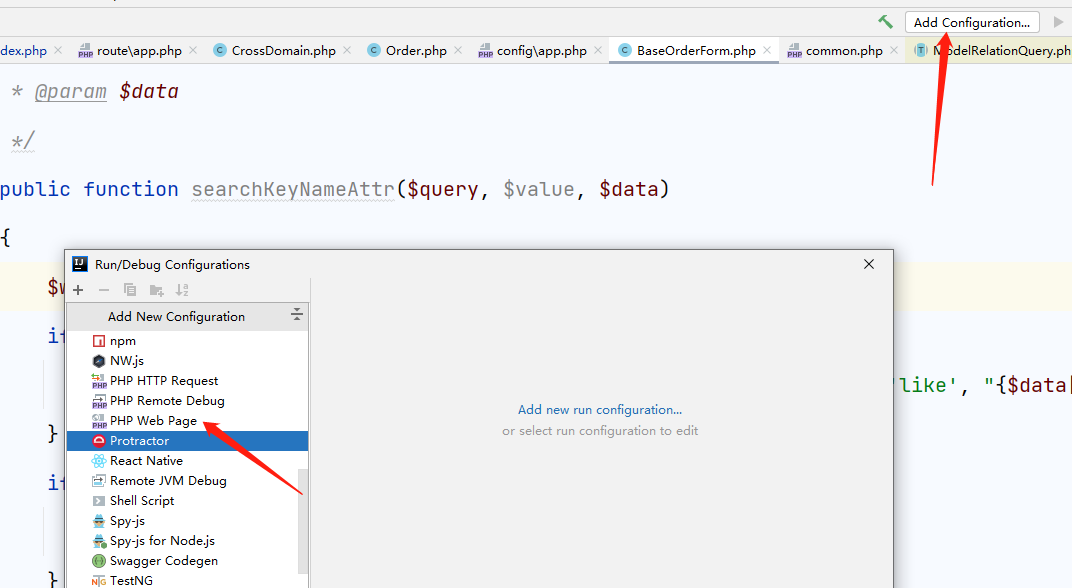 Add Configuration...
dex.php route\app.php CrossDomain.php Order.php config\app.php BaseOrderForm.php common.php ModelRelationQuery.ph
* @param $data
*/
public function searchKeyNameAttr($query, $value, $data)
{
$
if
'like', "{$data[
}
if
}
Run/Debug Configurations
Add New Configuration
npm
NW.js
PHP HTTP Request
PHP Remote Debug
PHP Web Page
Protractor
React Native
Remote JVM Debug
Shell Script
Spy-js
Spy-js for Node.js
Swagger Codegen
TestNG
Add new run configuration...
or select run configuration to edit